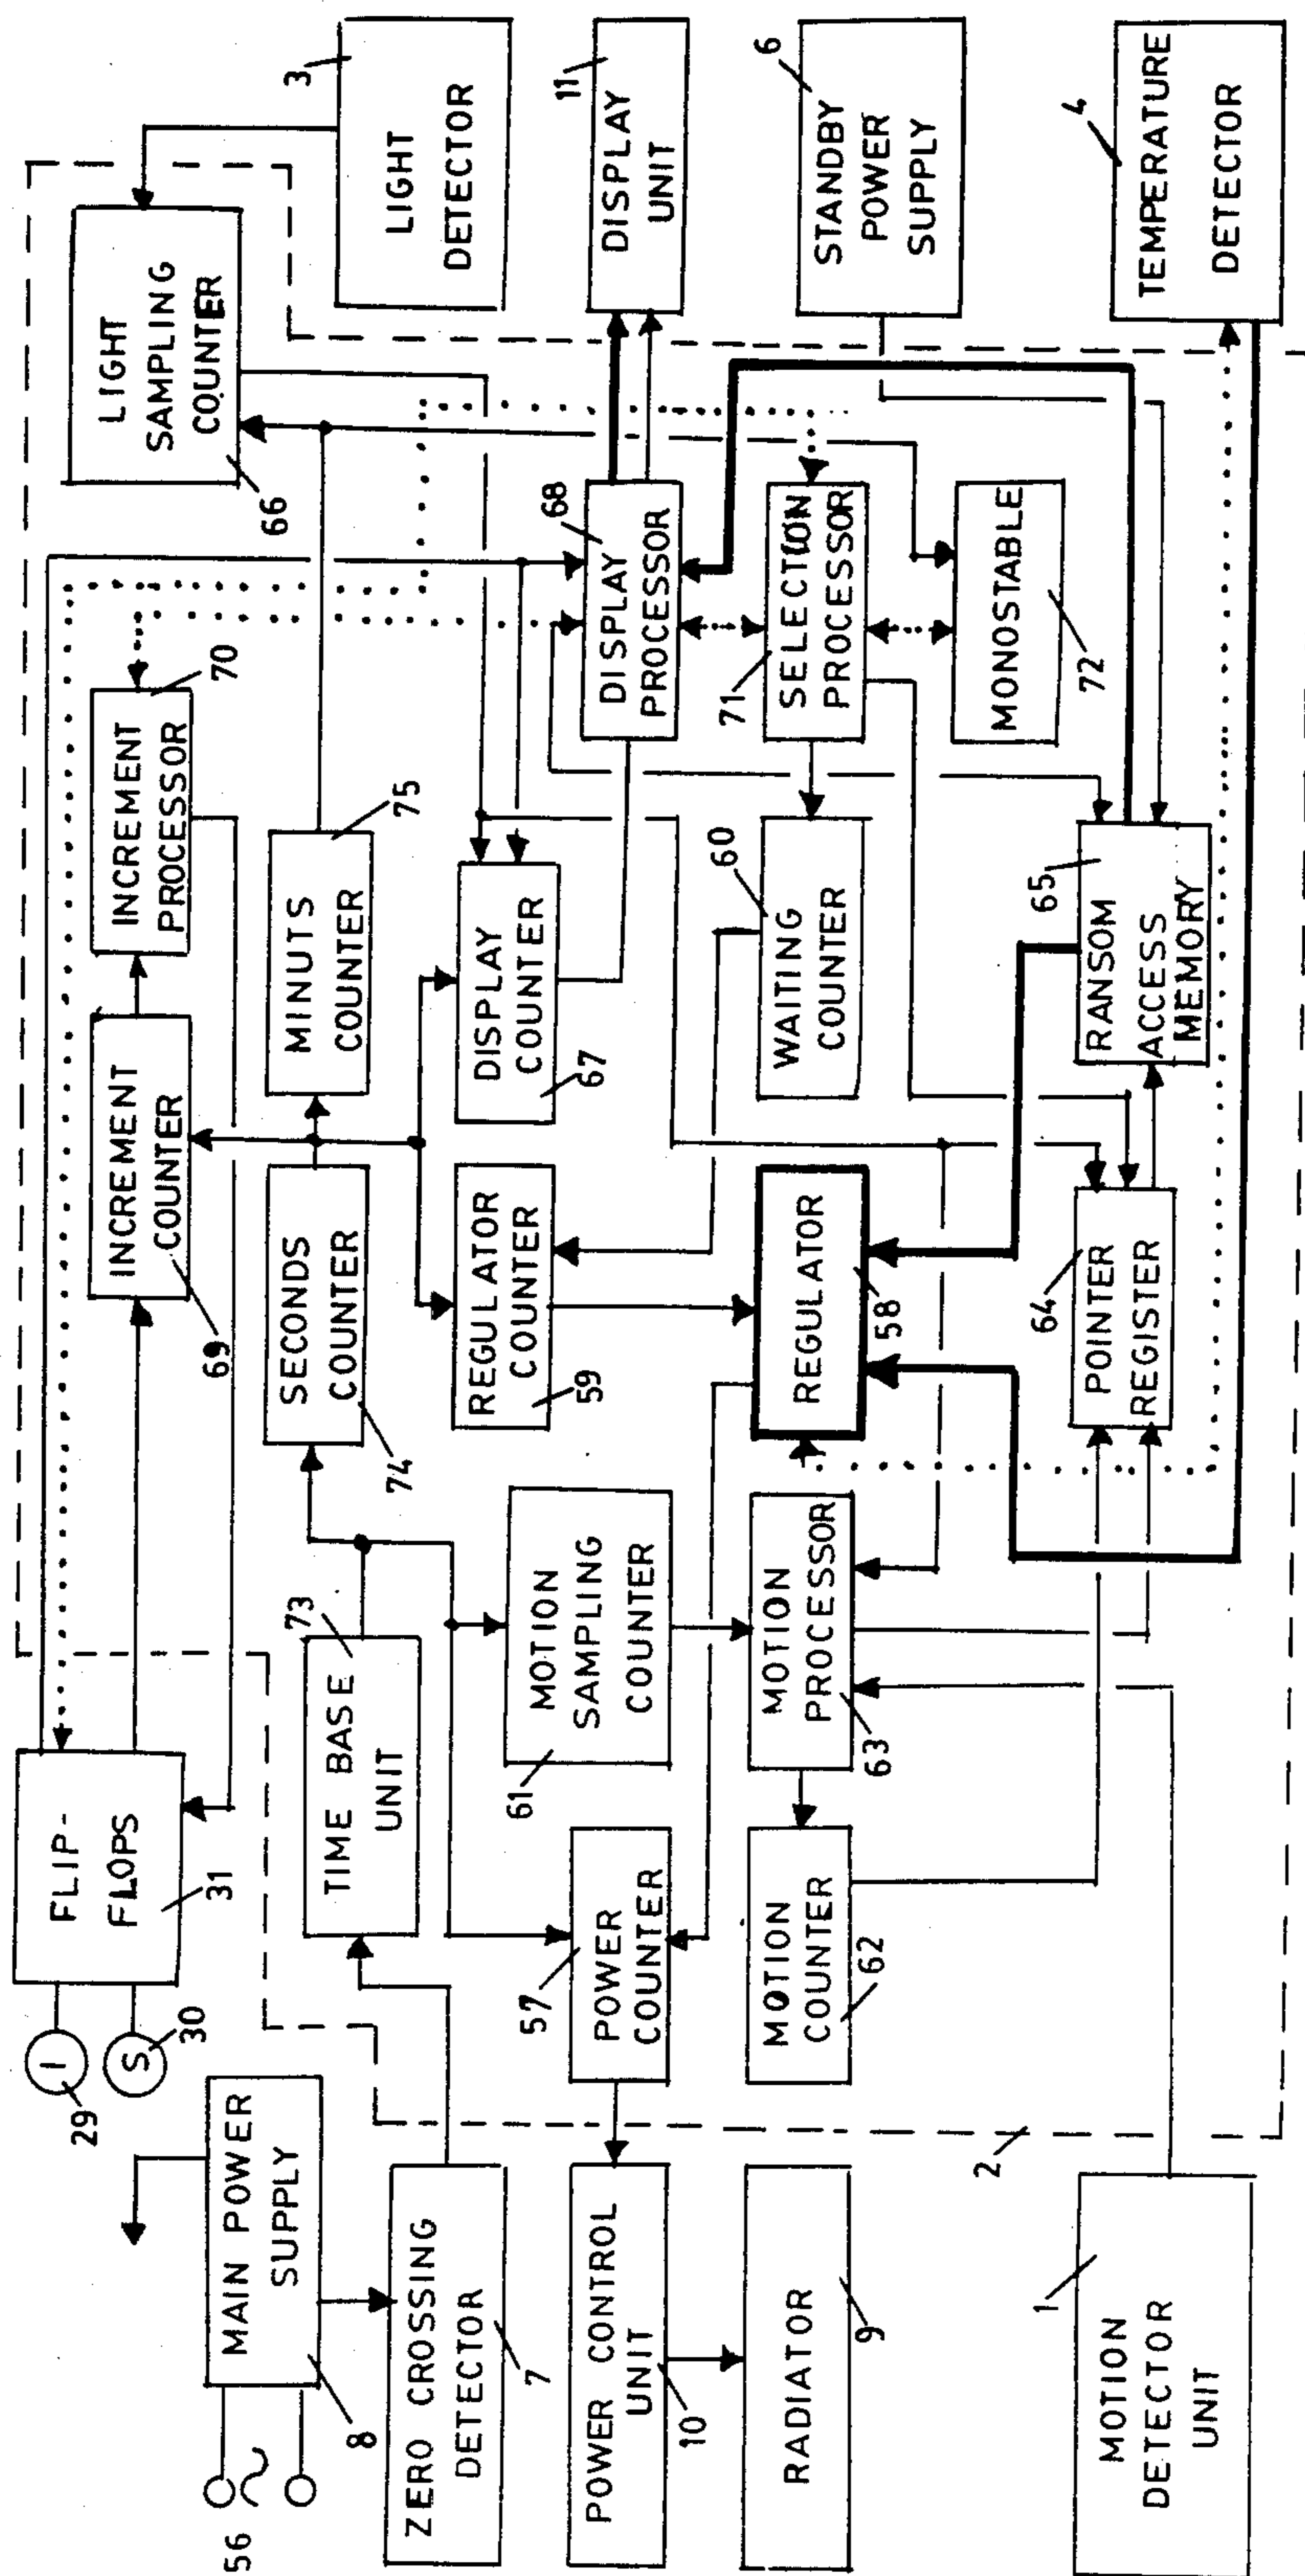 56
MAIN POWER
SUPPLY
8
29
I
30
S
FLIP-
FLOPS
31
INCREMENT
COUNTER
69
INCREMENT
PROCESSOR
70
LIGHT
SAMPLING
COUNTER
66
LIGHT
DETECTOR
3
ZERO CROSSING
DETECTOR
7
TIME BASE
UNIT
73
SECONDS
COUNTER
74
MINUTS
COUNTER
75
POWER CONTROL
UNIT
10
POWER
COUNTER
57
MOTION
SAMPLING
COUNTER
61
REGULATOR
COUNTER
59
DISPLAY
COUNTER
67
DISPLAY
PROCESSOR
68
DISPLAY
UNIT
11
RADIATOR
9
MOTION
COUNTER
62
MOTION
PROCESSOR
63
REGULATOR
58
WAITING
COUNTER
60
SELECTION
PROCESSOR
71
STANDBY
POWER
SUPPLY
6
MONOSTABLE
72
2
MOTION
DETECTOR
UNIT
1
POINTER
REGISTER
64
RANSOM
ACCESS
MEMORY
65
TEMPERATURE
DETECTOR
4